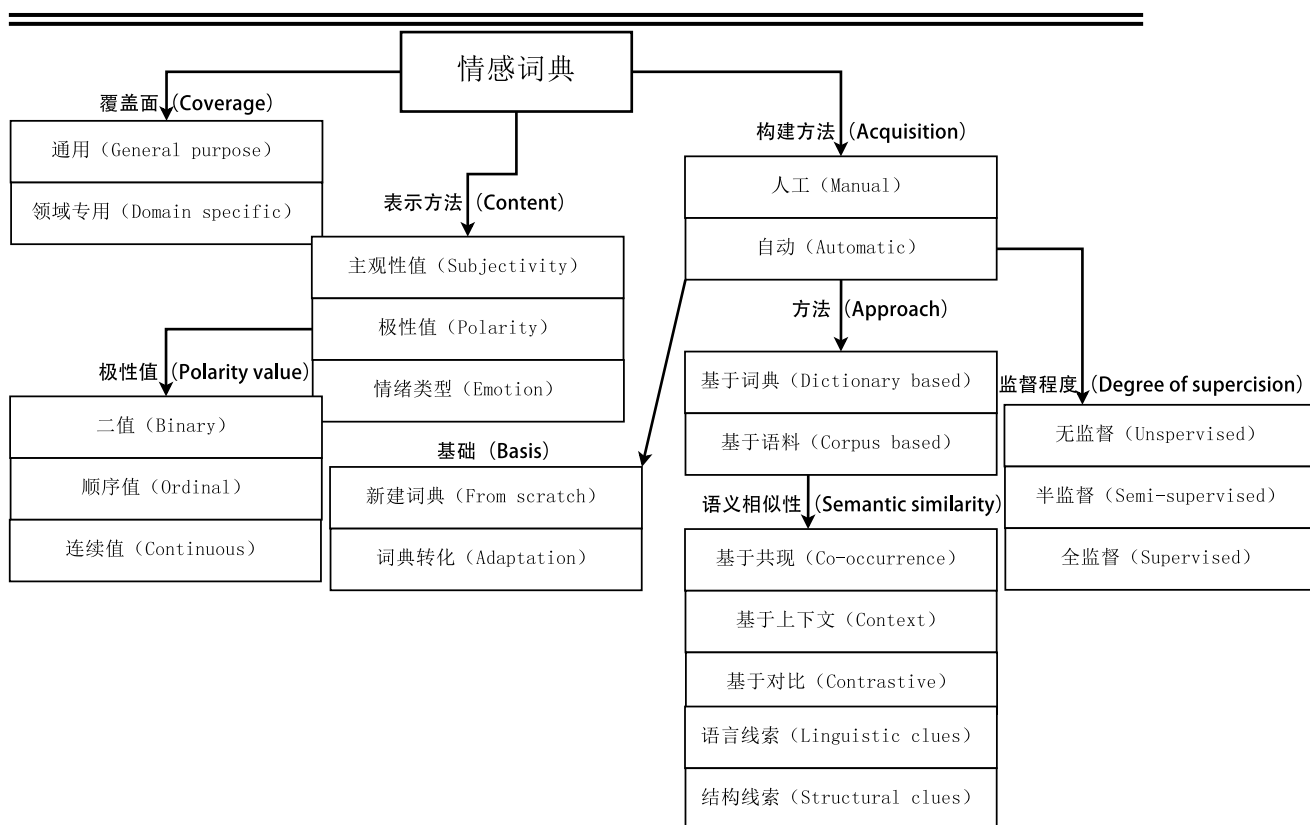 情感词典
覆盖面（Coverage）
通用（General purpose）
领域专用（Domain specific）
表示方法（Content）
主观性值（Subjectivity）
极性值（Polarity）
情绪类型（Emotion）
极性值（Polarity value）
二值（Binary）
顺序值（Ordinal）
连续值（Continuous）
构建方法（Acquisition）
人工（Manual）
自动（Automatic）
基础（Basis）
新建词典（From scratch）
词典转化（Adaptation）
方法（Approach）
基于词典（Dictionary based）
基于语料（Corpus based）
语义相似性（Semantic similarity）
基于共现（Co-occurrence）
基于上下文（Context）
基于对比（Contrastive）
语言线索（Linguistic clues）
结构线索（Structural clues）
监督程度（Degree of supercision）
无监督（Unspervised）
半监督（Semi-supervised）
全监督（Supervised）